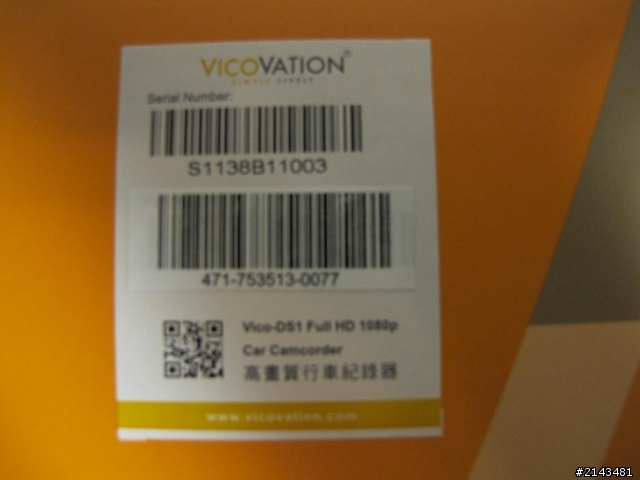 VICOVATION®
SIMPLE LIVELY
Serial Number:
S1138B11003
471-753513-0077
Vico-DS1 Full HD 1080p
Car Camcorder
高畫質行車紀錄器
www.vicovation.com
#2143481